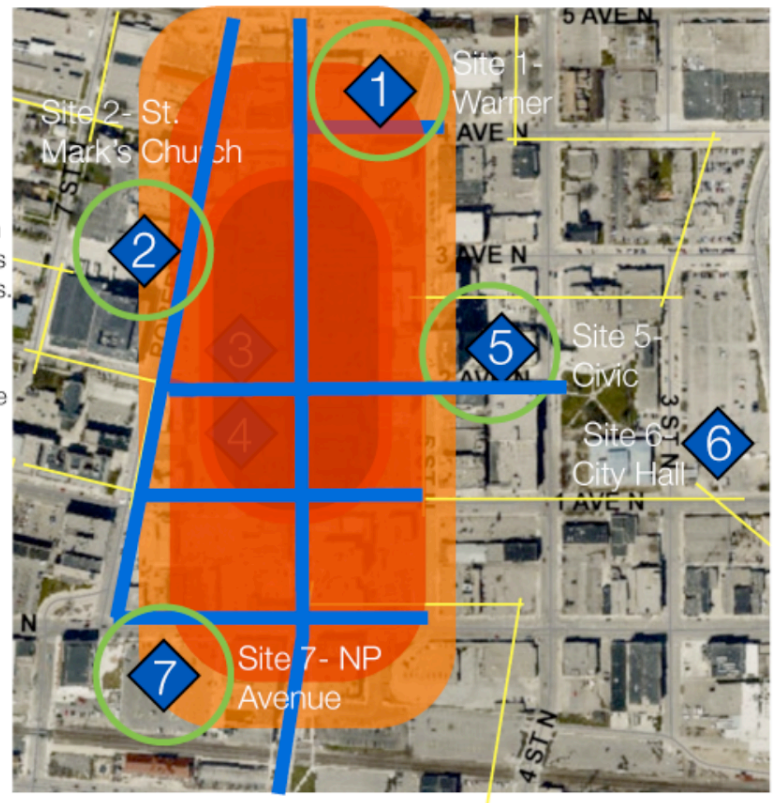 5 AVE N
1
Site 1-
Warner
AVE N
Site 2- St.
Mark's Church
7 ST
2
3 AVE N
s
s.
3
5
Site 5-
Civic
AVE N
e
4
3 ST N
6
Site 6-
City Hall
5 ST N
1 AVE N
N
7
Site 7- NP
Avenue
4 ST N